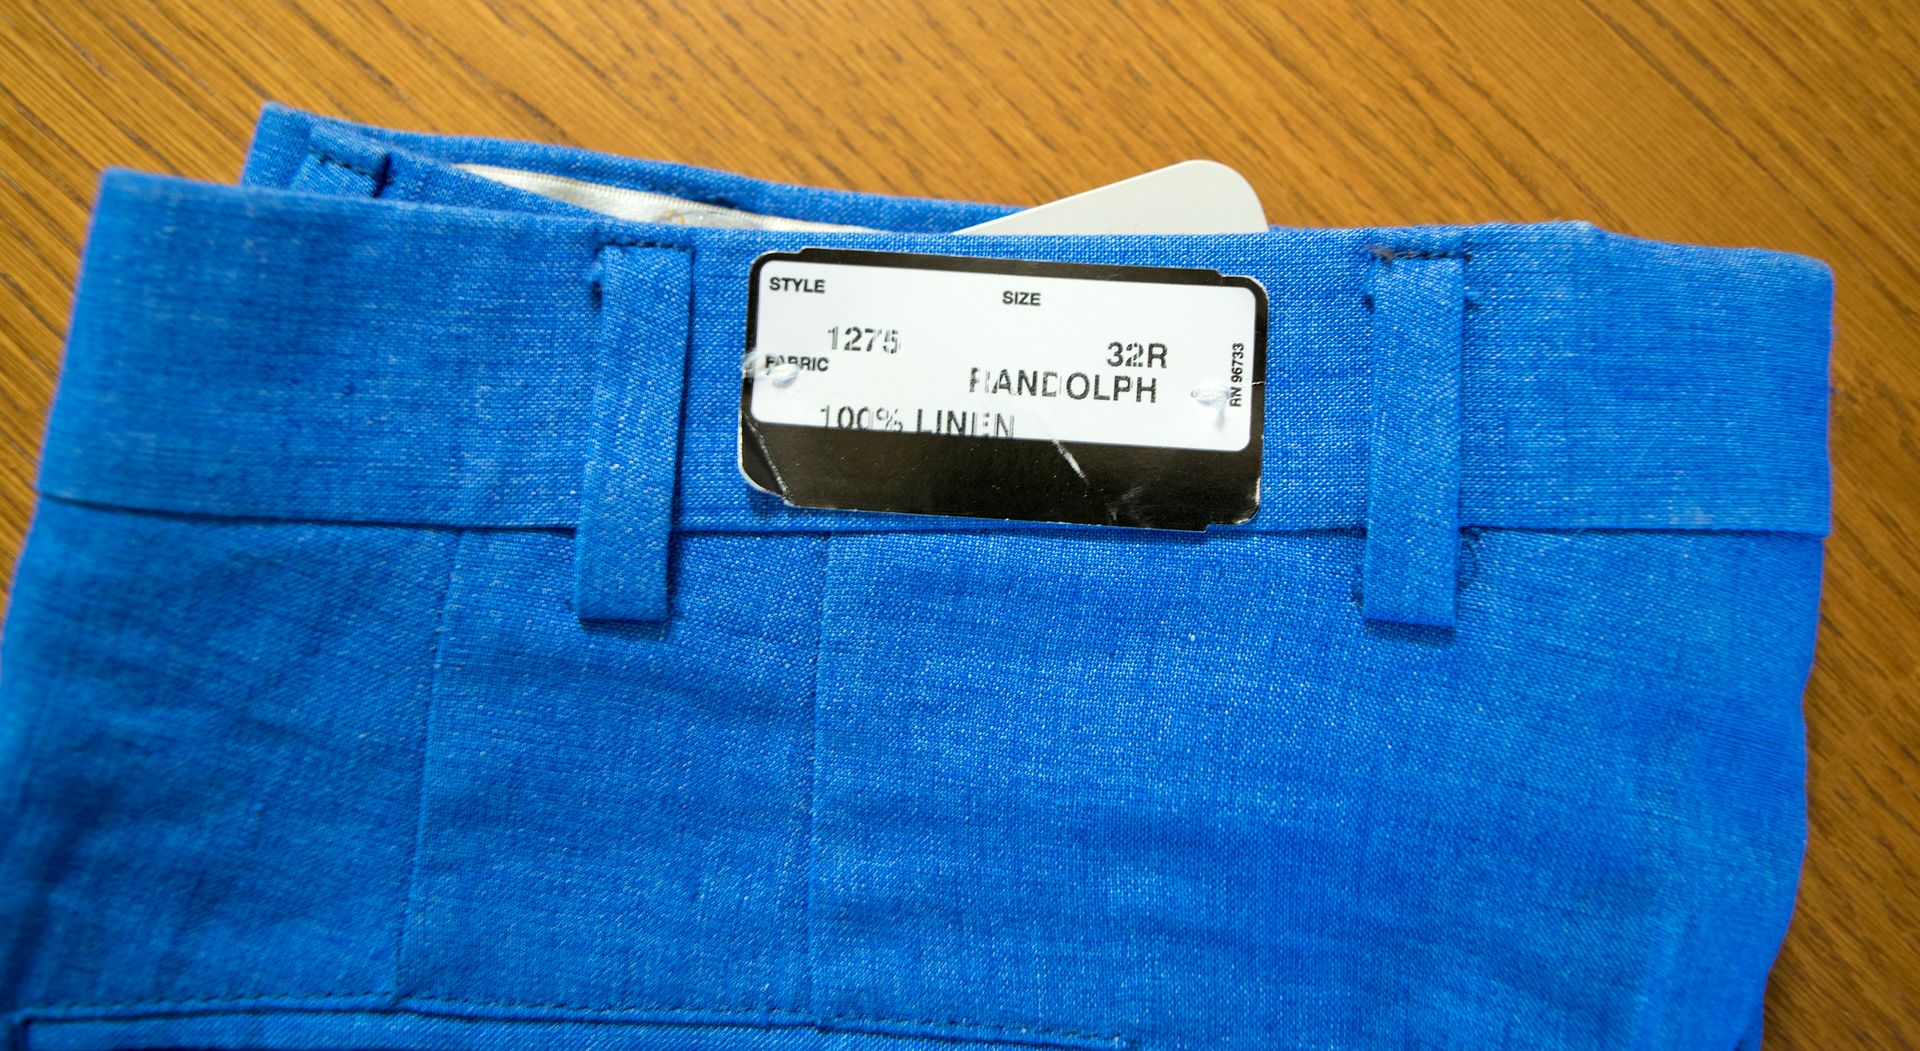 STYLE SIZE
1275 32R
FABRIC RANDOLPH
100% LINEN
RN 96733